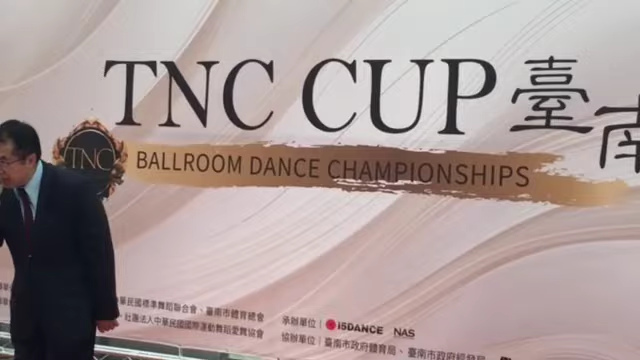 TNC CUP 臺南
TNC
BALLROOM DANCE CHAMPIONSHIPS
華民國標準舞蹈聯合會、臺南市體育總會
社團法人中華民國國際運動舞蹈愛舞協會
承辦單位 | iSDANCE NAS
協辦單位 | 臺南市政府體育局、臺南市政府經發局